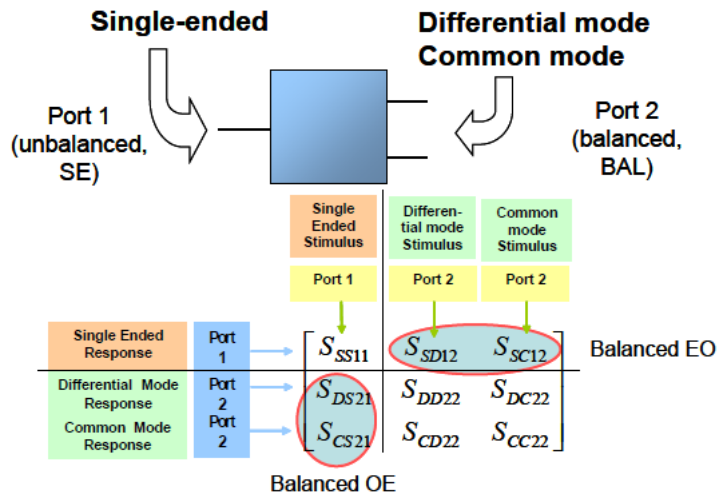 Single-ended
Differential mode
Common mode
Port 1
(unbalanced,
SE)
Port 2
(balanced,
BAL)
Single
Ended
Stimulus
Differen-
tial mode
Stimulus
Common
mode
Stimulus
Port 1
Port 2
Port 2
Single Ended
Response
Port
1
S_SS11 S_SD12 S_SC12
Balanced EO
Differential Mode
Response
Port
2
S_DS21 S_DD22 S_DC22
Common Mode
Response
Port
2
S_CS21 S_CD22 S_CC22
Balanced OE